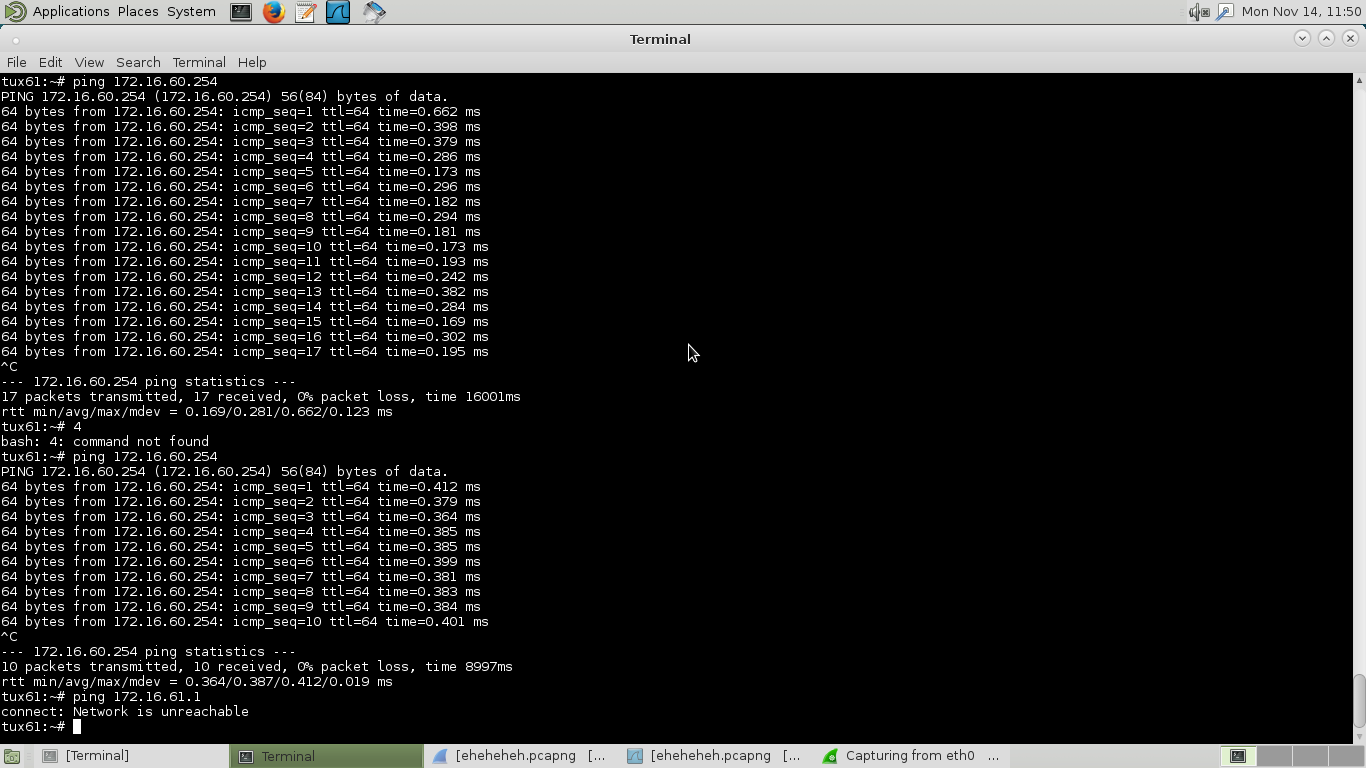 Applications Places System
Mon Nov 14, 11:50
Terminal
File Edit View Search Terminal Help
tux61:~# ping 172.16.60.254
PING 172.16.60.254 (172.16.60.254) 56(84) bytes of data.
64 bytes from 172.16.60.254: icmp_seq=1 ttl=64 time=0.662 ms
64 bytes from 172.16.60.254: icmp_seq=2 ttl=64 time=0.398 ms
64 bytes from 172.16.60.254: icmp_seq=3 ttl=64 time=0.379 ms
64 bytes from 172.16.60.254: icmp_seq=4 ttl=64 time=0.286 ms
64 bytes from 172.16.60.254: icmp_seq=5 ttl=64 time=0.173 ms
64 bytes from 172.16.60.254: icmp_seq=6 ttl=64 time=0.296 ms
64 bytes from 172.16.60.254: icmp_seq=7 ttl=64 time=0.182 ms
64 bytes from 172.16.60.254: icmp_seq=8 ttl=64 time=0.294 ms
64 bytes from 172.16.60.254: icmp_seq=9 ttl=64 time=0.181 ms
64 bytes from 172.16.60.254: icmp_seq=10 ttl=64 time=0.173 ms
64 bytes from 172.16.60.254: icmp_seq=11 ttl=64 time=0.193 ms
64 bytes from 172.16.60.254: icmp_seq=12 ttl=64 time=0.242 ms
64 bytes from 172.16.60.254: icmp_seq=13 ttl=64 time=0.382 ms
64 bytes from 172.16.60.254: icmp_seq=14 ttl=64 time=0.284 ms
64 bytes from 172.16.60.254: icmp_seq=15 ttl=64 time=0.169 ms
64 bytes from 172.16.60.254: icmp_seq=16 ttl=64 time=0.302 ms
64 bytes from 172.16.60.254: icmp_seq=17 ttl=64 time=0.195 ms
^C
--- 172.16.60.254 ping statistics ---
17 packets transmitted, 17 received, 0% packet loss, time 16001ms
rtt min/avg/max/mdev = 0.169/0.281/0.662/0.123 ms
tux61:~# 4
bash: 4: command not found
tux61:~# ping 172.16.60.254
PING 172.16.60.254 (172.16.60.254) 56(84) bytes of data.
64 bytes from 172.16.60.254: icmp_seq=1 ttl=64 time=0.412 ms
64 bytes from 172.16.60.254: icmp_seq=2 ttl=64 time=0.379 ms
64 bytes from 172.16.60.254: icmp_seq=3 ttl=64 time=0.364 ms
64 bytes from 172.16.60.254: icmp_seq=4 ttl=64 time=0.385 ms
64 bytes from 172.16.60.254: icmp_seq=5 ttl=64 time=0.385 ms
64 bytes from 172.16.60.254: icmp_seq=6 ttl=64 time=0.399 ms
64 bytes from 172.16.60.254: icmp_seq=7 ttl=64 time=0.381 ms
64 bytes from 172.16.60.254: icmp_seq=8 ttl=64 time=0.383 ms
64 bytes from 172.16.60.254: icmp_seq=9 ttl=64 time=0.384 ms
64 bytes from 172.16.60.254: icmp_seq=10 ttl=64 time=0.401 ms
^C
--- 172.16.60.254 ping statistics ---
10 packets transmitted, 10 received, 0% packet loss, time 8997ms
rtt min/avg/max/mdev = 0.364/0.387/0.412/0.019 ms
tux61:~# ping 172.16.61.1
connect: Network is unreachable
tux61:~#
[Terminal] Terminal [eheheheh.pcapng [... [eheheheh.pcapng [... Capturing from eth0 ...